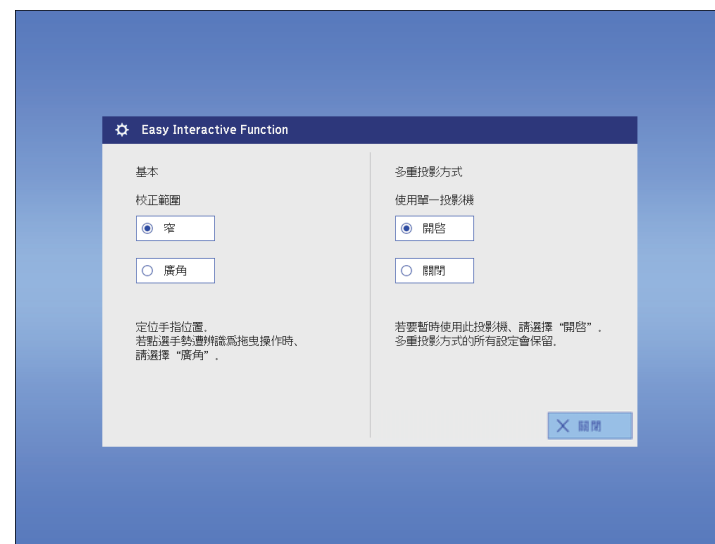 Easy Interactive Function
基本
校正範圍
窄
廣角
定位手指位置.
若點選手勢遭辨識爲拖曳操作時、
請選擇“廣角”.
多重投影方式
使用單一投影機
開啓
關閉
若要暫時使用此投影機、請選擇“開啓”.
多重投影方式的所有設定會保留.
關閉